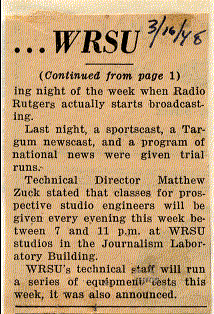 3/16/48
...WRSU
(Continued from page 1)
ing night of the week when Radio
Rutgers actually starts broadcast-
ing.
Last night, a sportscast, a Tar-
gum newscast, and a program of
national news were given trial
runs.
Technical Director Matthew
Zuck stated that classes for pros-
pective studio engineers will be
given every evening this week be-
tween 7 and 11 p.m. at WRSU
studios in the Journalism Labor-
atory Building.
WRSU's technical staff will run
a series of equipment tests this
week, it was also announced.